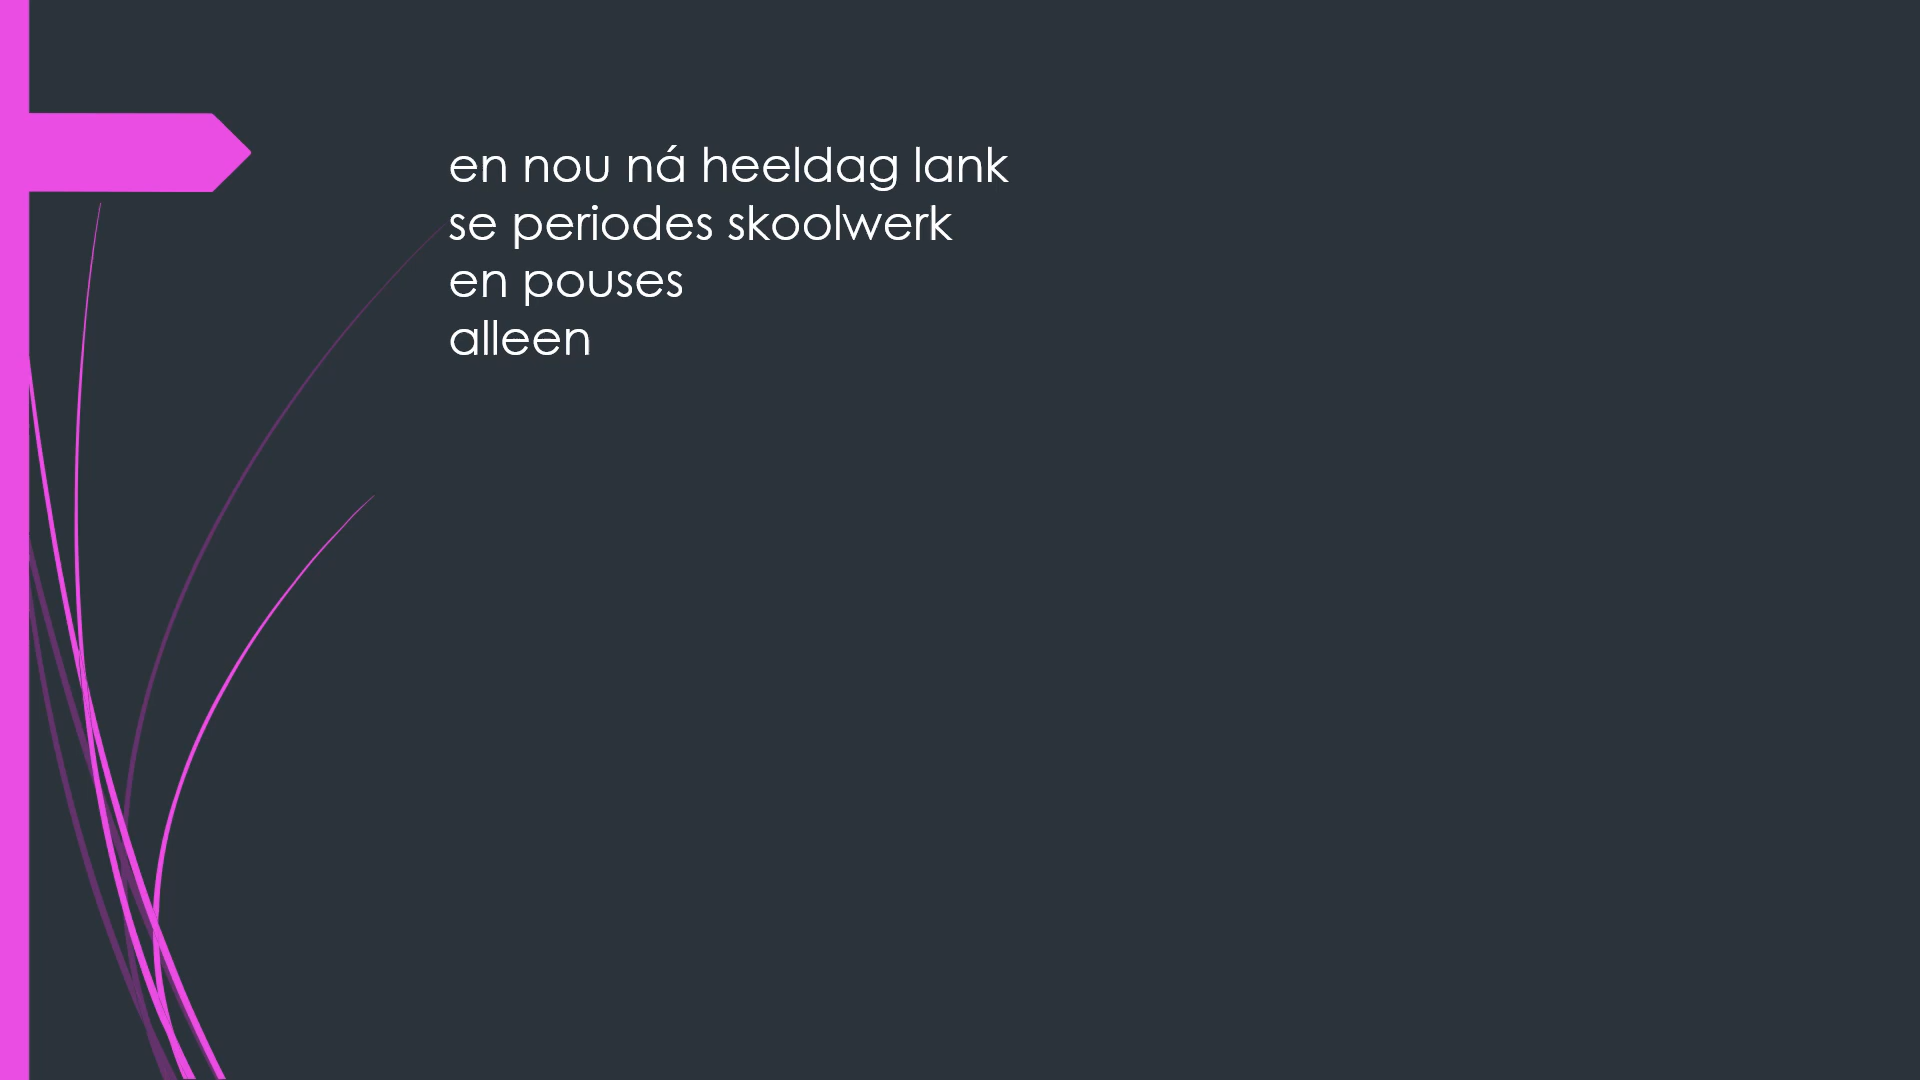 en nou ná heeldag lank
se periodes skoolwerk
en pouses
alleen